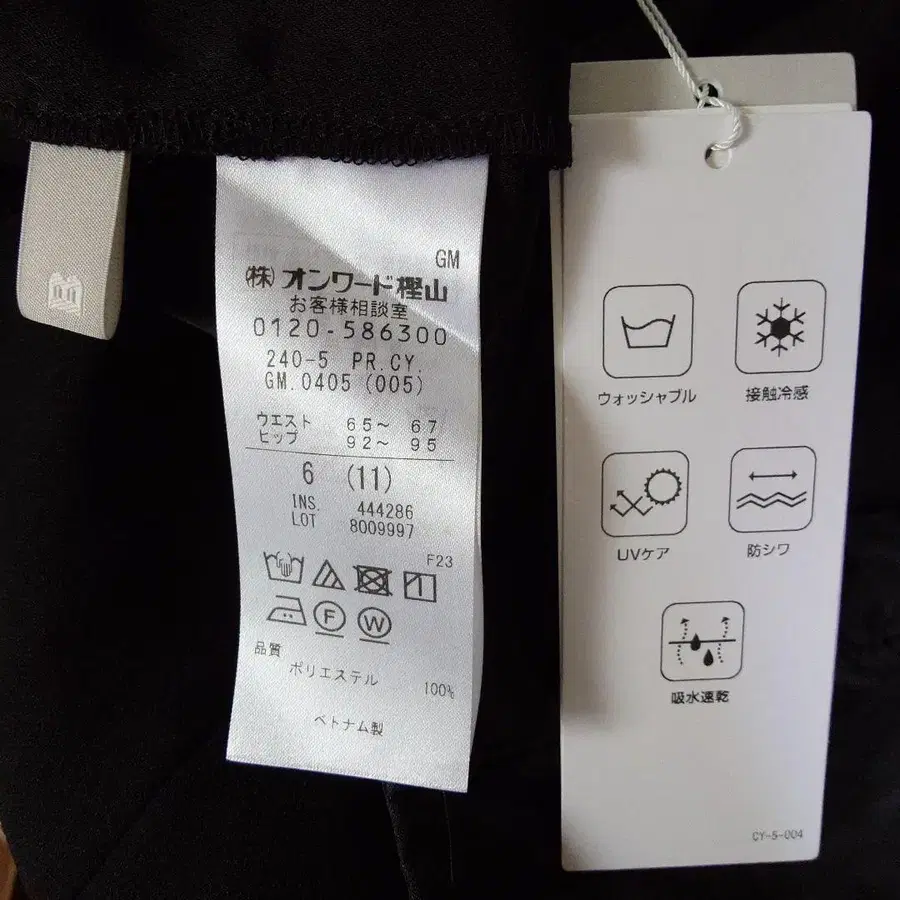 GM
(株)オンワード樫山
お客様相談室
0120-586300
240-5 PR.CY.
GM.0405(005)
ウエスト 65～ 67
ヒップ 92～ 95
6 (11)
INS. 444286
LOT 8009997
F23
F W
品質
ポリエステル 100%
ベトナム製
ウォッシャブル
接触冷感
UVケア
防シワ
吸水速乾
CY-5-004